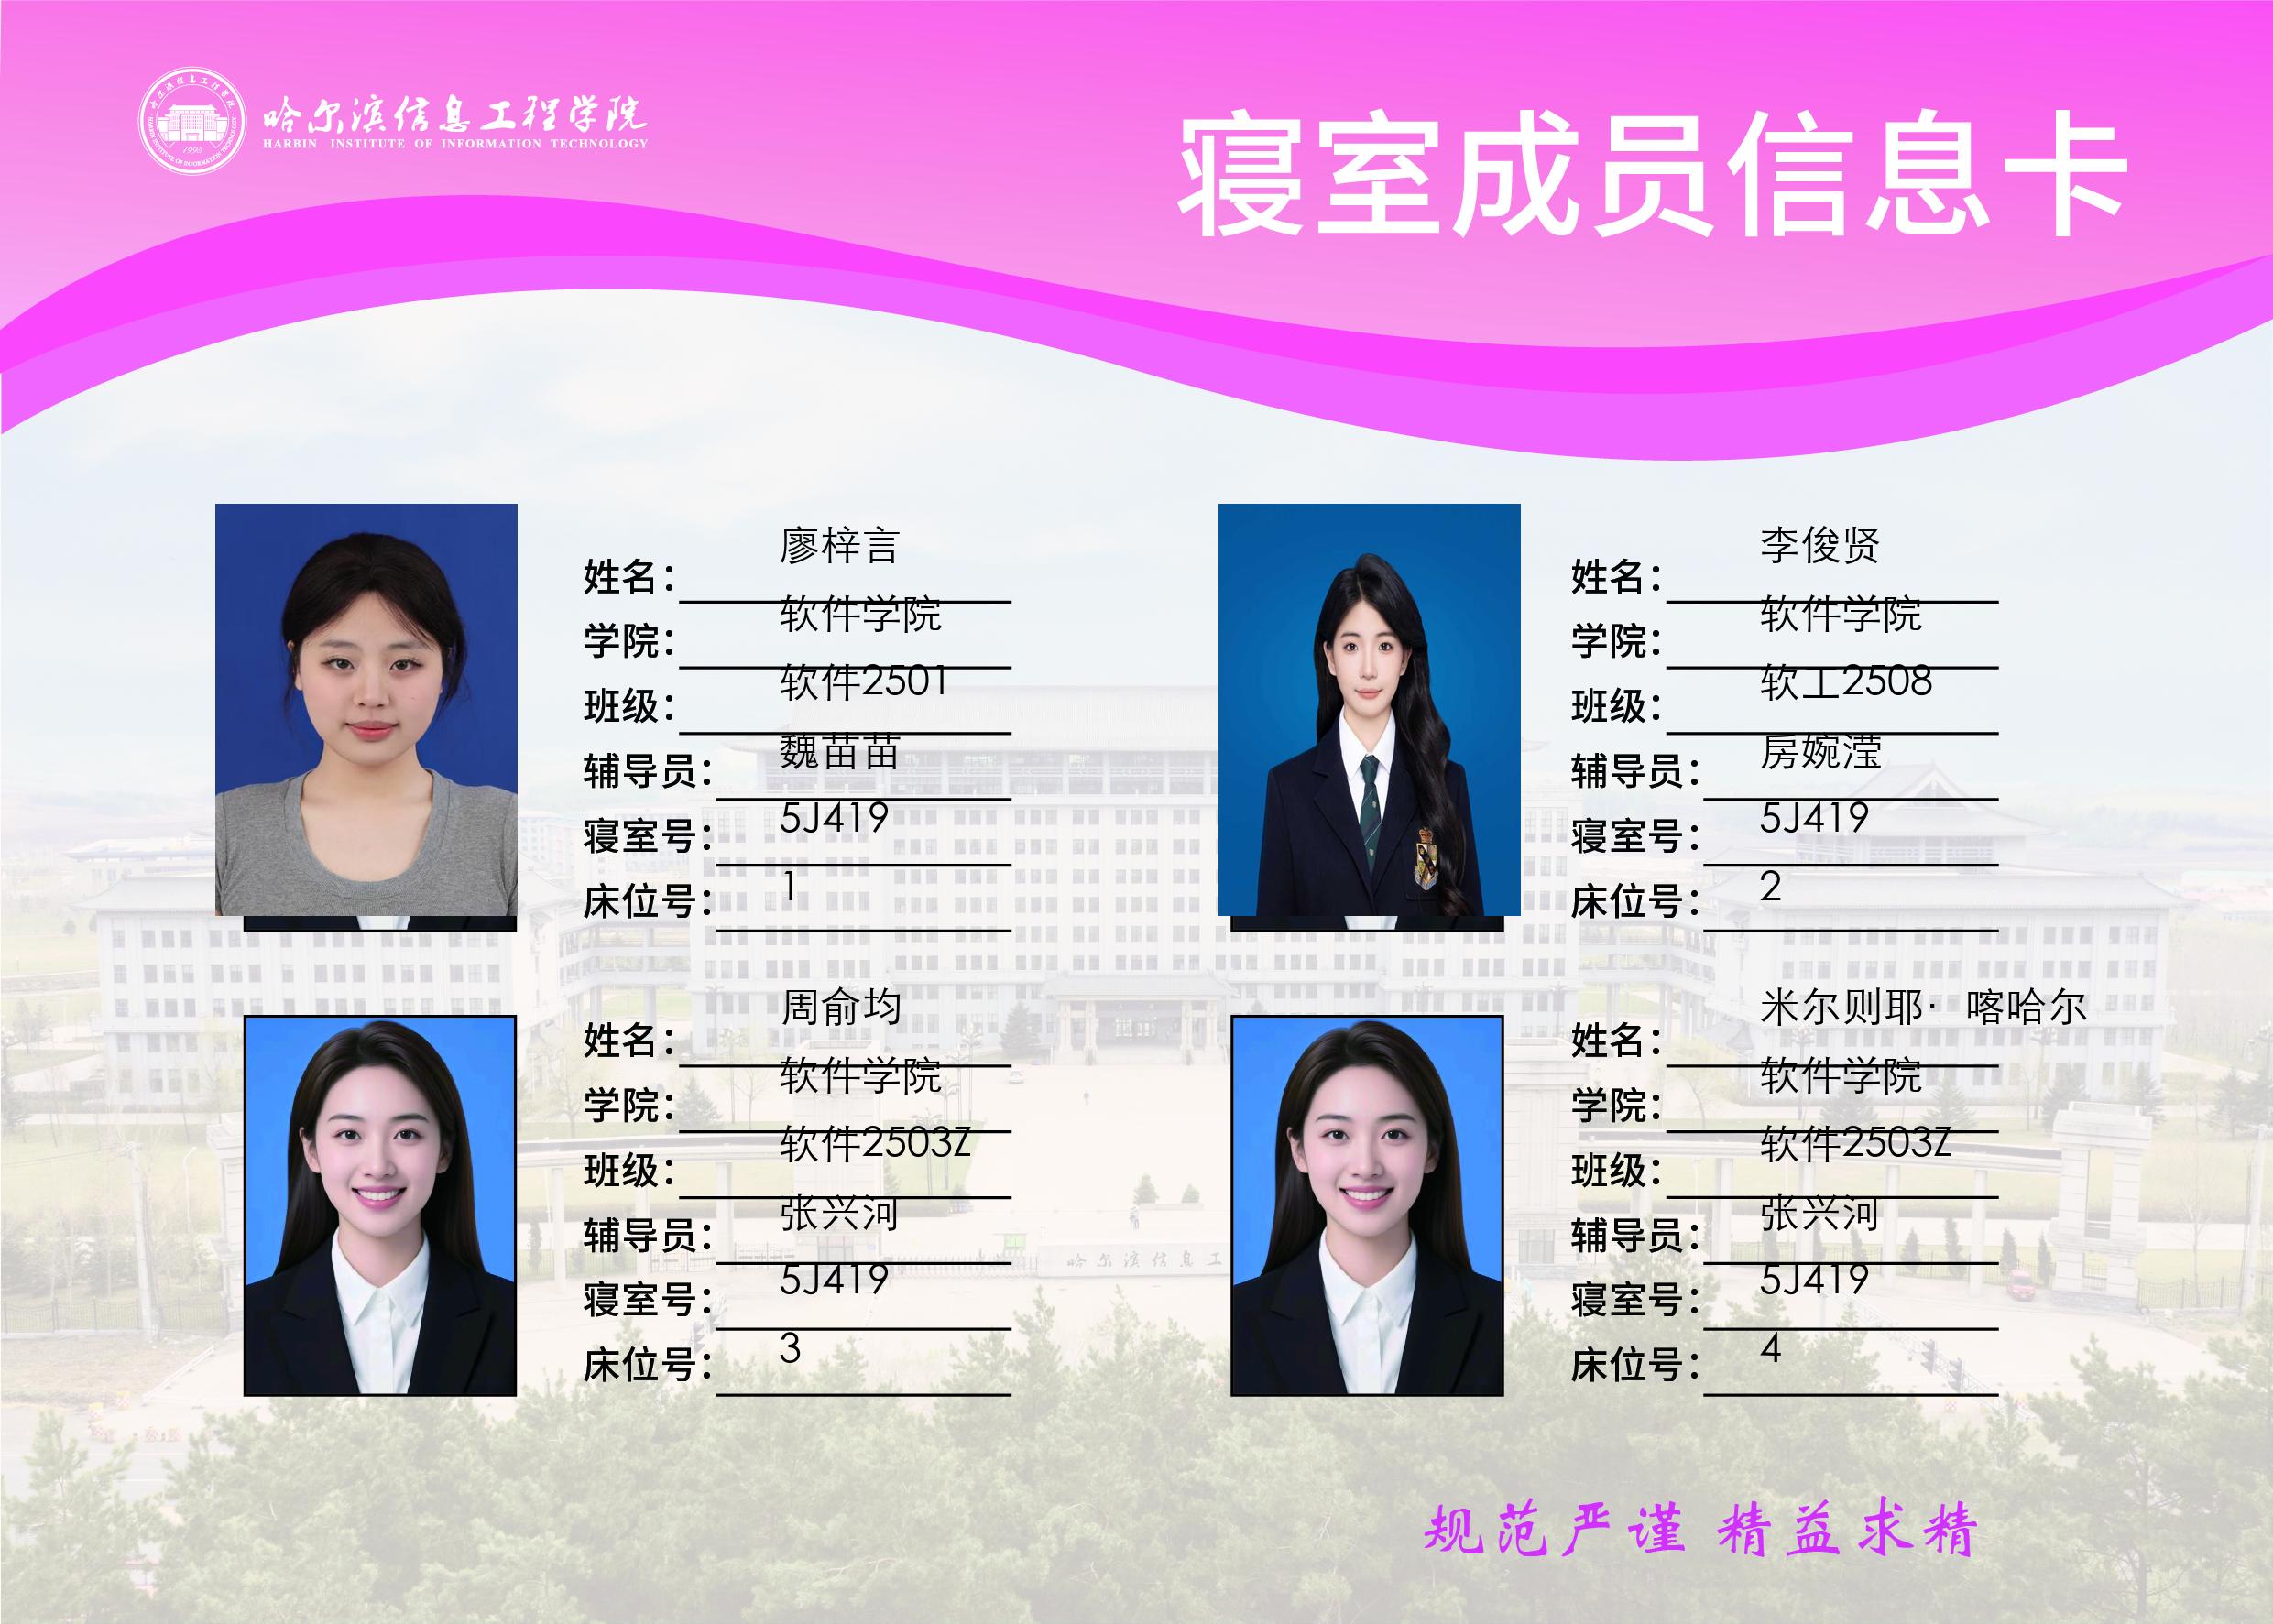 哈尔滨信息工程学院
HARBIN INSTITUTE OF INFORMATION TECHNOLOGY
1995
寝室成员信息卡
姓名：廖梓言
学院：软件学院
班级：软件2501
辅导员：魏苗苗
寝室号：5J419
床位号：1
姓名：李俊贤
学院：软件学院
班级：软工2508
辅导员：房婉滢
寝室号：5J419
床位号：2
姓名：周俞均
学院：软件学院
班级：软件2503Z
辅导员：张兴河
寝室号：5J419
床位号：3
姓名：米尔则耶·喀哈尔
学院：软件学院
班级：软件2503Z
辅导员：张兴河
寝室号：5J419
床位号：4
哈尔滨信息工
规范严谨 精益求精